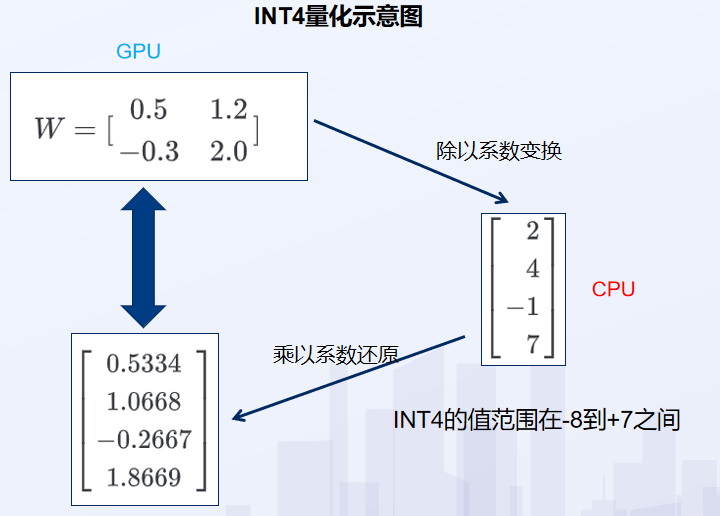 INT4量化示意图
GPU
W = [ 0.5 1.2
−0.3 2.0 ]
除以系数变换
2
4
−1
7
CPU
乘以系数还原
0.5334
1.0668
−0.2667
1.8669
INT4的值范围在-8到+7之间